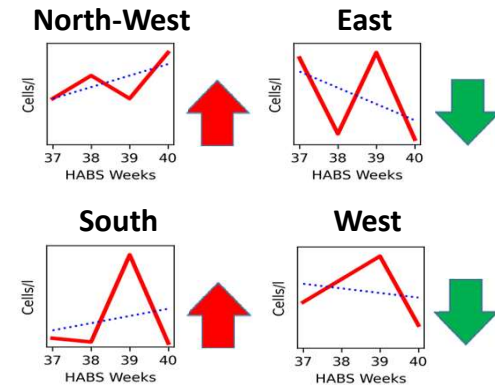 North-West
Cells/l
37 38 39 40
HABS Weeks
East
Cells/l
37 38 39 40
HABS Weeks
South
Cells/l
37 38 39 40
HABS Weeks
West
Cells/l
37 38 39 40
HABS Weeks